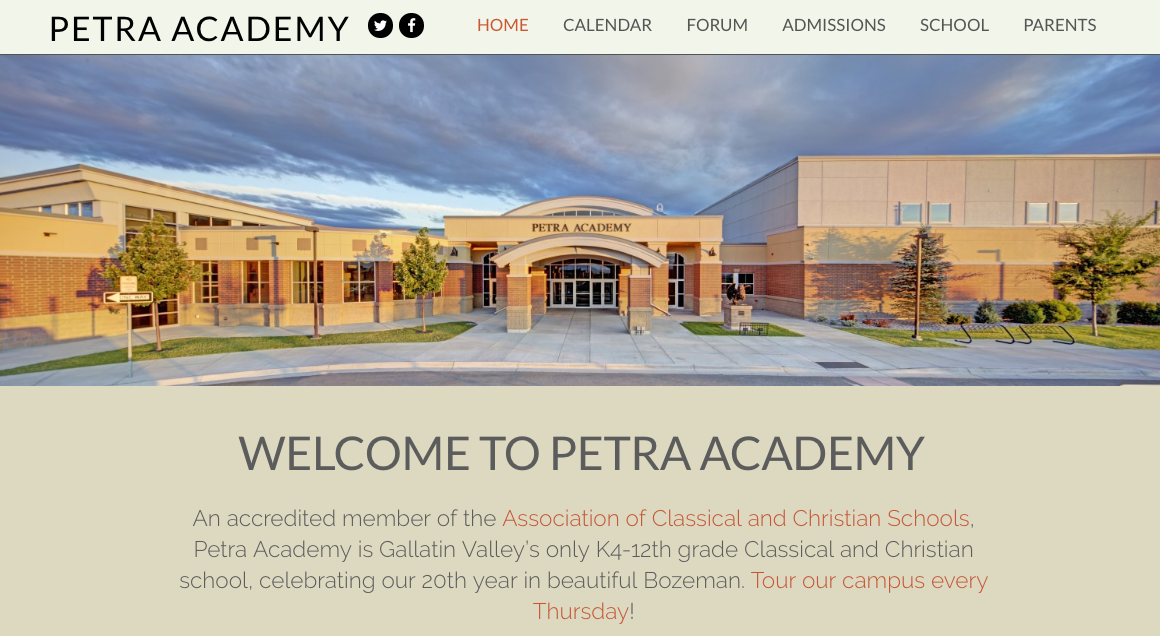 PETRA ACADEMY
HOME CALENDAR FORUM ADMISSIONS SCHOOL PARENTS
PETRA ACADEMY
WELCOME TO PETRA ACADEMY
An accredited member of the Association of Classical and Christian Schools,
Petra Academy is Gallatin Valley's only K4-12th grade Classical and Christian
school, celebrating our 20th year in beautiful Bozeman. Tour our campus every
Thursday!